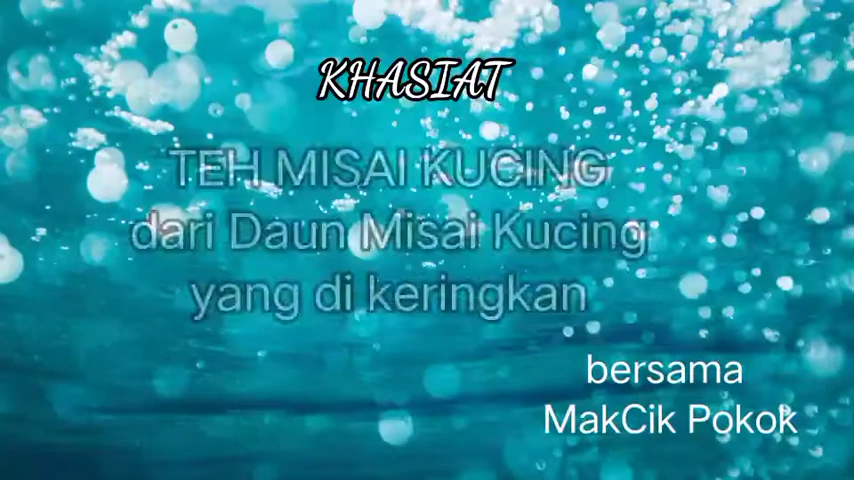 KHASIAT
TEH MISAI KUCING
dari Daun Misai Kucing
yang di keringkan
bersama
MakCik Pokok